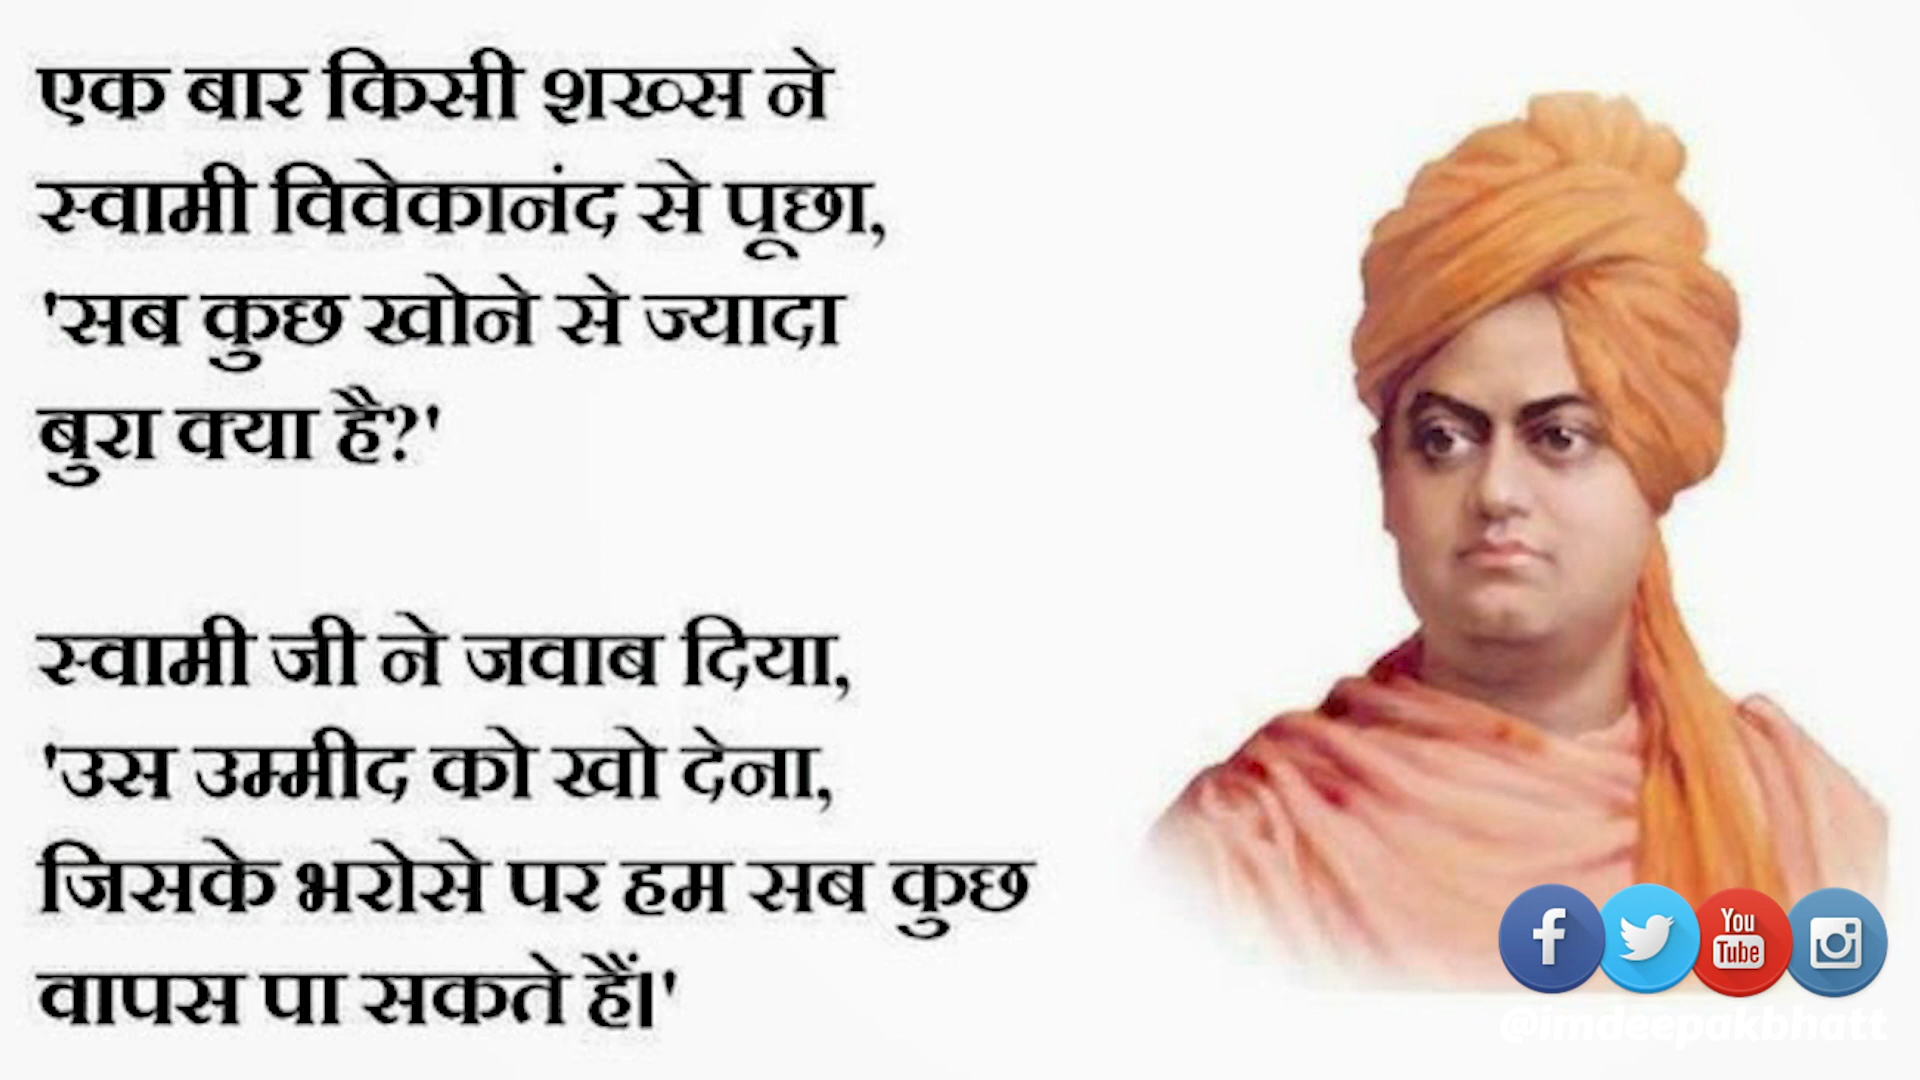 एक बार किसी शख्स ने
स्वामी विवेकानंद से पूछा,
'सब कुछ खोने से ज्यादा
बुरा क्या है?'
स्वामी जी ने जवाब दिया,
'उस उम्मीद को खो देना,
जिसके भरोसे पर हम सब कुछ
वापस पा सकते हैं।'
f
You
Tube
@imdeepakbhatt